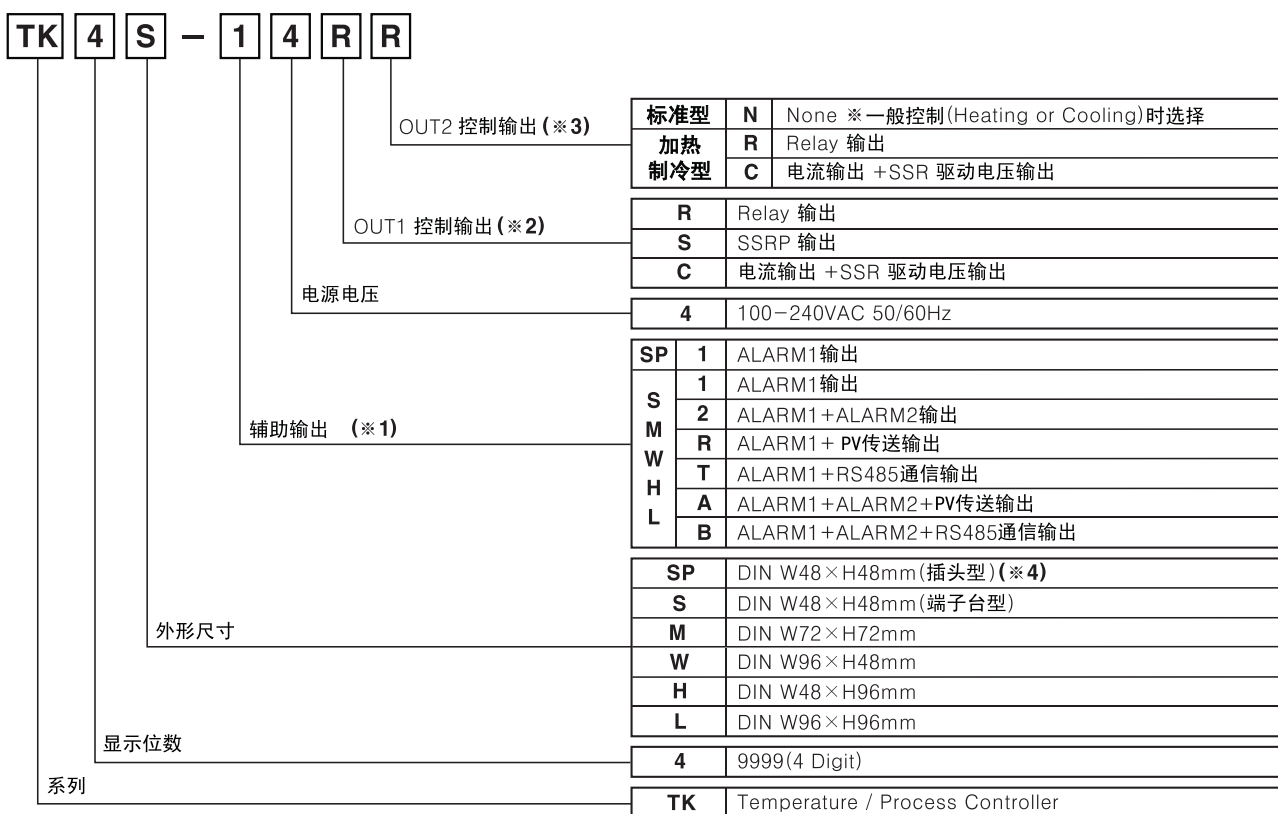 TK 4 S - 1 4 R R
OUT2 控制输出(※3)
标准型 N None ※一般控制(Heating or Cooling)时选择
加热制冷型 R Relay 输出
C 电流输出 +SSR 驱动电压输出
OUT1 控制输出(※2)
R Relay 输出
S SSRP 输出
C 电流输出 +SSR 驱动电压输出
电源电压
4 100-240VAC 50/60Hz
辅助输出 (※1)
SP 1 ALARM1输出
S M W H L
1 ALARM1输出
2 ALARM1+ALARM2输出
R ALARM1+ PV传送输出
T ALARM1+RS485通信输出
A ALARM1+ALARM2+PV传送输出
B ALARM1+ALARM2+RS485通信输出
外形尺寸
SP DIN W48×H48mm(插头型)(※4)
S DIN W48×H48mm(端子台型)
M DIN W72×H72mm
W DIN W96×H48mm
H DIN W48×H96mm
L DIN W96×H96mm
显示位数
4 9999(4 Digit)
系列
TK Temperature / Process Controller